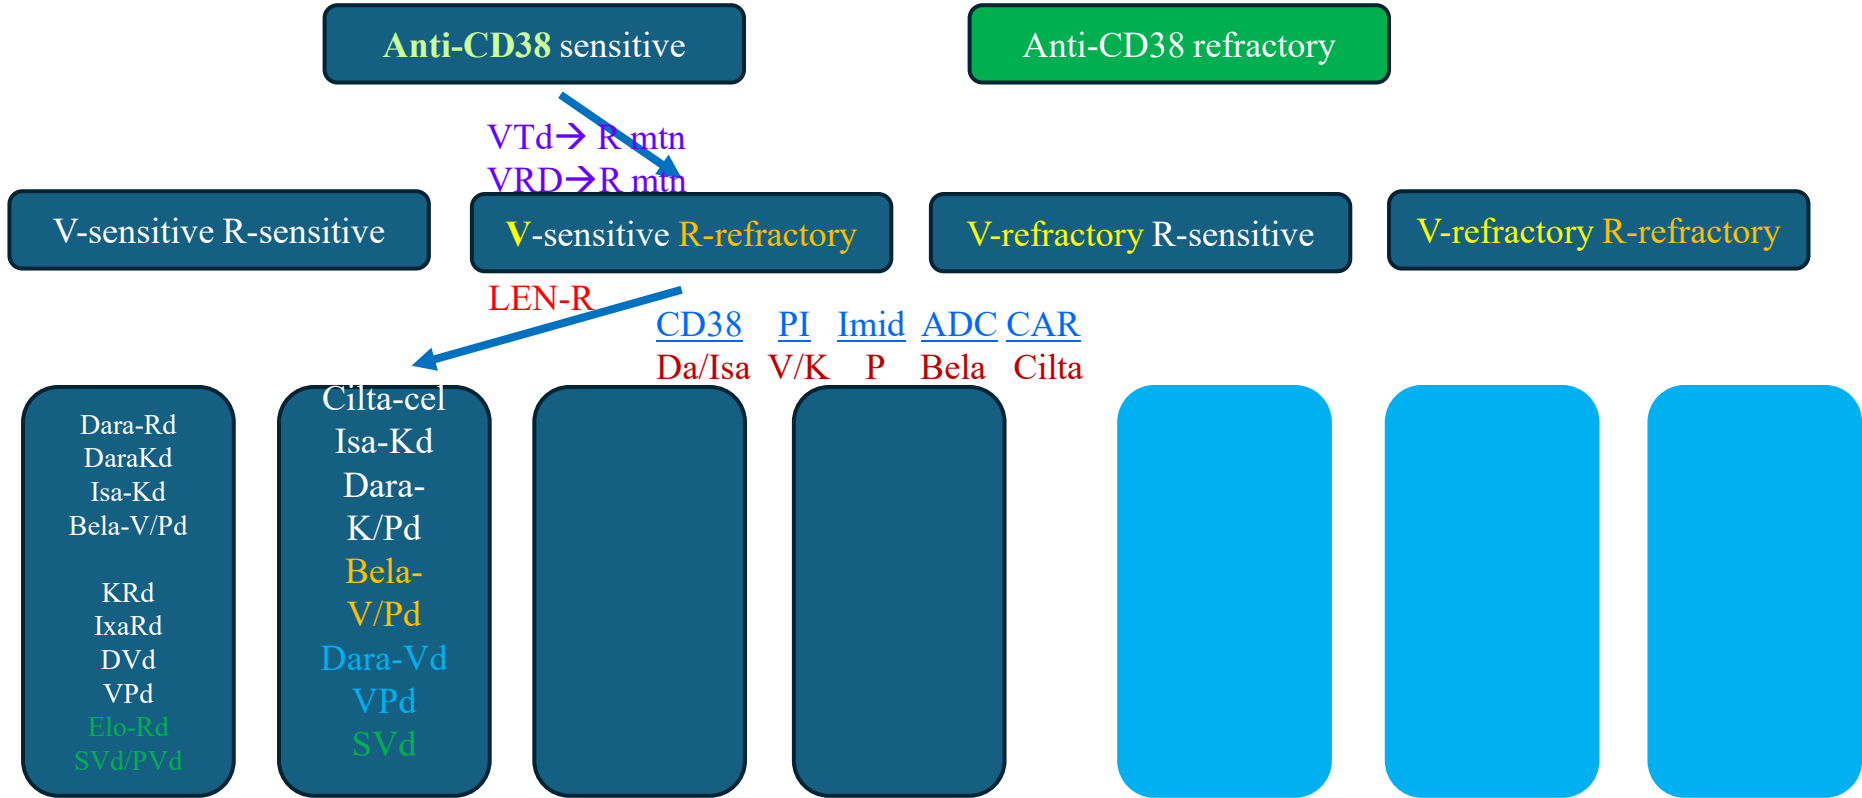 Anti-CD38 sensitive
Anti-CD38 refractory
VTd→ R mtn
VRD→R mtn
V-sensitive R-sensitive
V-sensitive R-refractory
V-refractory R-sensitive
V-refractory R-refractory
LEN-R
CD38 PI Imid ADC CAR
Da/Isa V/K P Bela Cilta
Dara-Rd
DaraKd
Isa-Kd
Bela-V/Pd
KRd
IxaRd
DVd
VPd
Elo-Rd
SVd/PVd
Cilta-cel
Isa-Kd
Dara-
K/Pd
Bela-
V/Pd
Dara-Vd
VPd
SVd